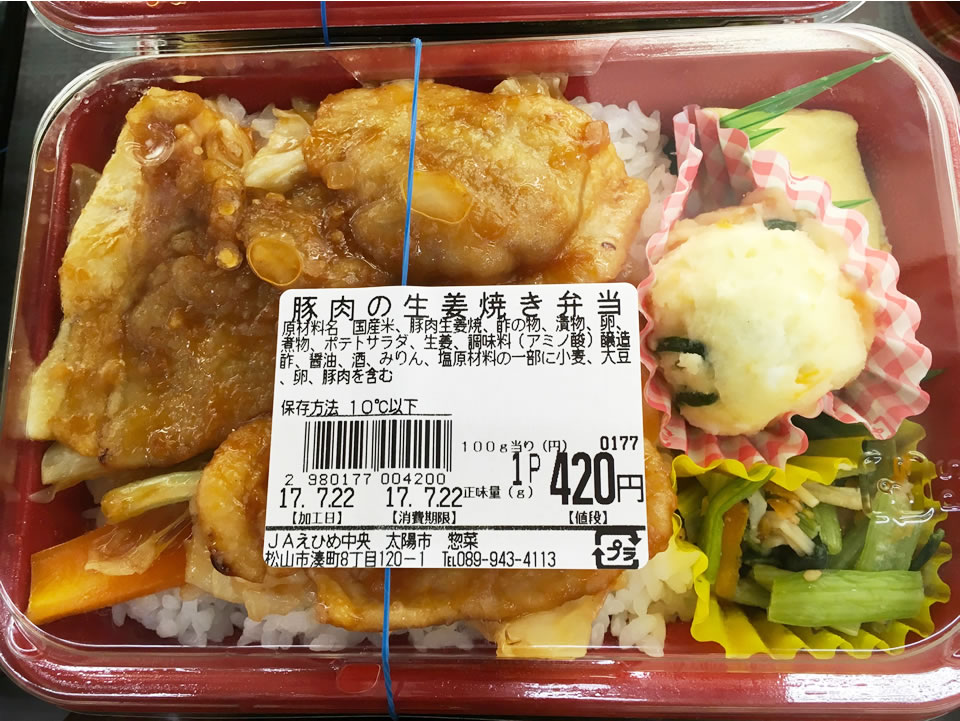 豚肉の生姜焼き弁当
原材料名 国産米、豚肉生姜焼、酢の物、漬物、卵、
煮物、ポテトサラダ、生姜、調味料(アミノ酸)醸造
酢、醤油、酒、みりん、塩原材料の一部に小麦、大豆
、卵、豚肉を含む
保存方法 10℃以下
100g当り(円) 0177
2 980177 004200
正味量(g) 1P 420円
17. 7.22 17. 7.22
【加工日】 【消費期限】 【値段】
JAえひめ中央 太陽市 惣菜
松山市湊町8丁目120-1 TEL089-943-4113
プラ